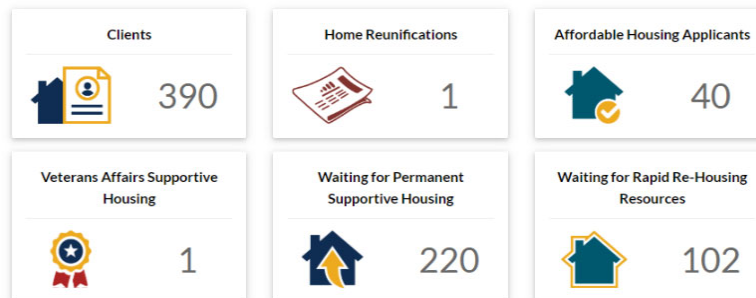 Clients
390
Home Reunifications
1
Affordable Housing Applicants
40
Veterans Affairs Supportive
Housing
1
Waiting for Permanent
Supportive Housing
220
Waiting for Rapid Re-Housing
Resources
102